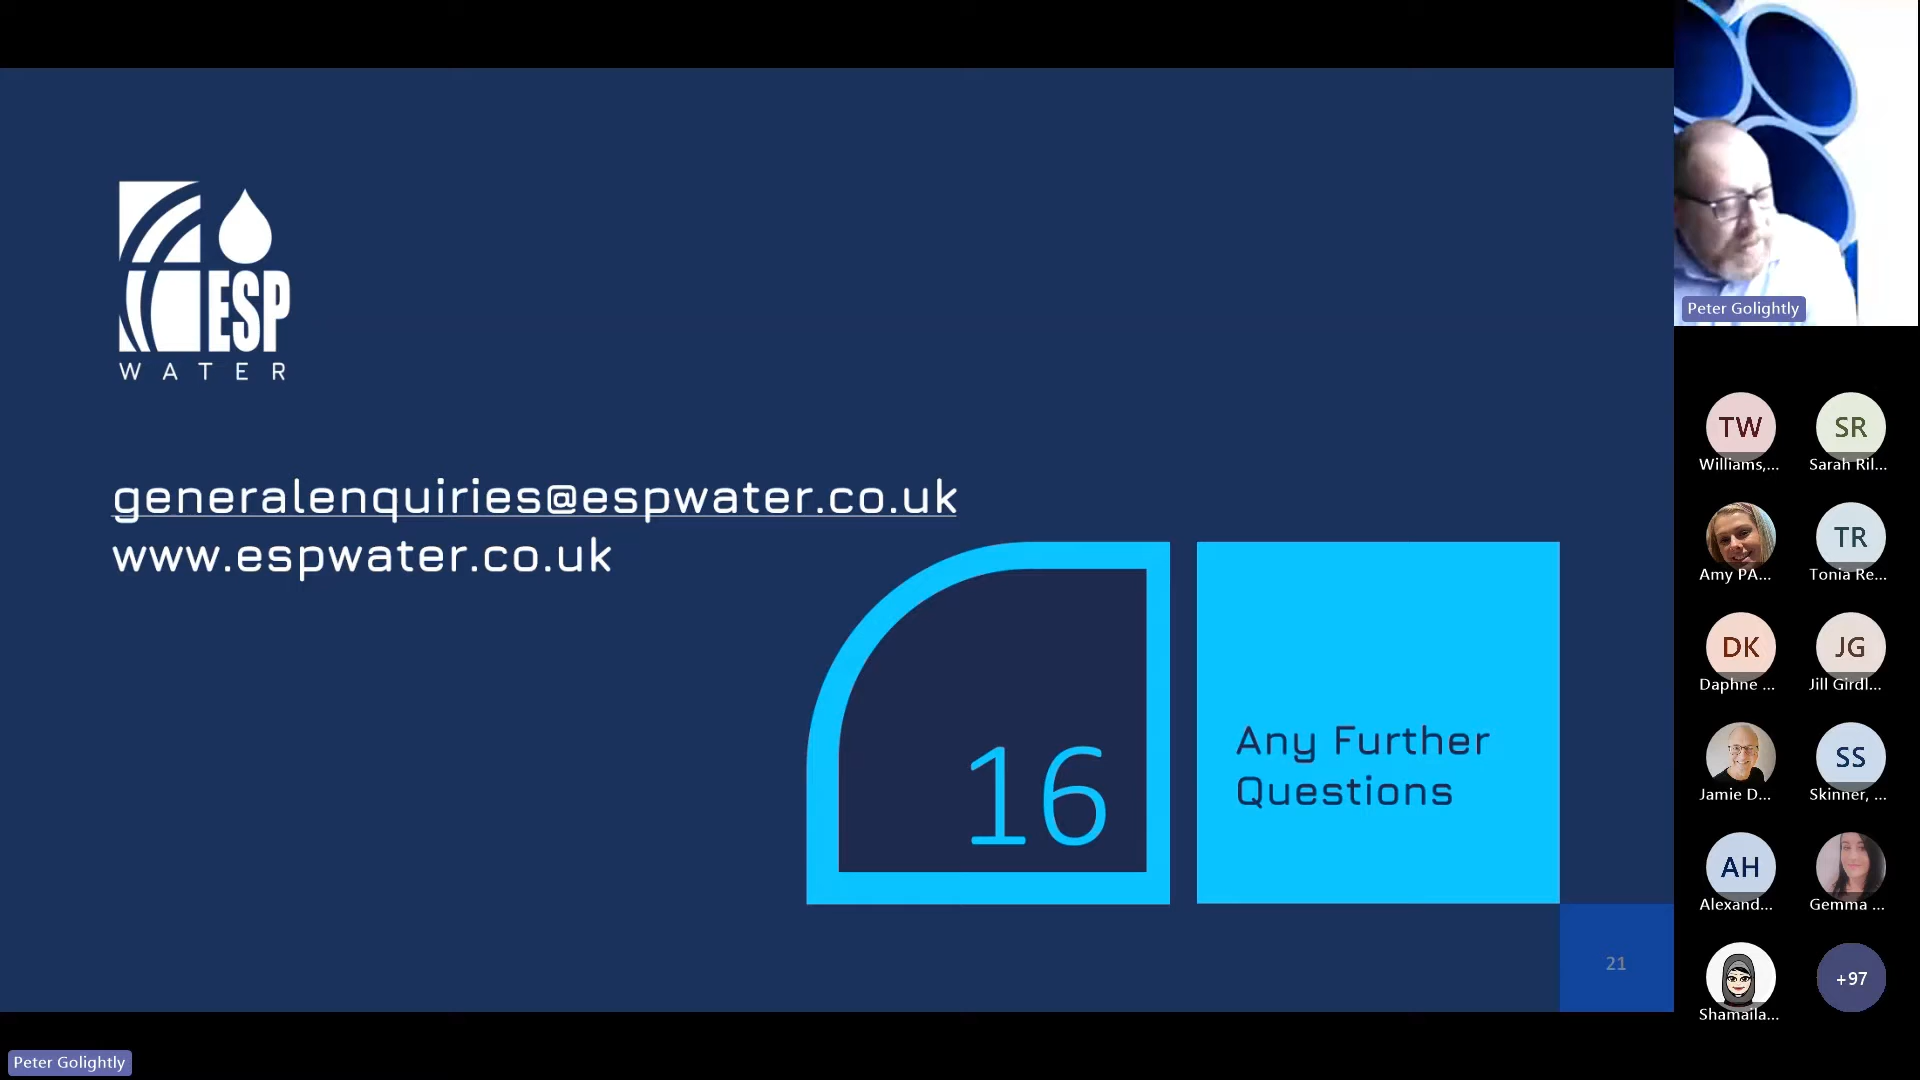 ESP
WATER
generalenquiries@espwater.co.uk
www.espwater.co.uk
16
Any Further
Questions
21
Peter Golightly
TW
Williams,...
SR
Sarah Ril...
Amy PA...
TR
Tonia Re...
DK
Daphne ...
JG
Jill Girdl...
Jamie D...
SS
Skinner, ...
AH
Alexand...
Gemma ...
Shamaila...
+97
Peter Golightly